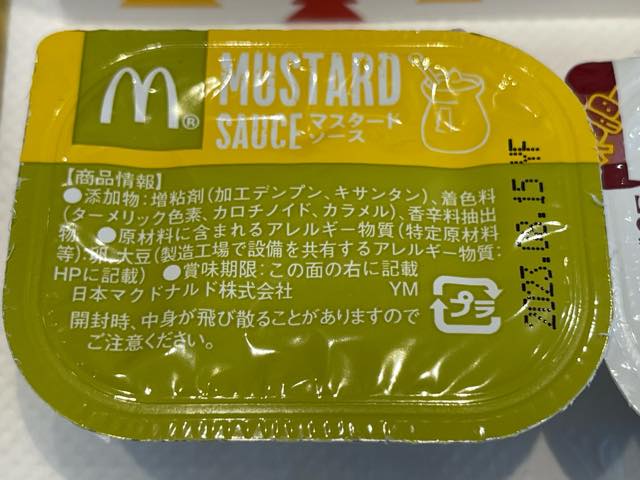 MUSTARD
SAUCE マスタード
ソース
【商品情報】
●添加物:増粘剤(加工デンプン、キサンタン)、着色料
(ターメリック色素、カロチノイド、カラメル)、香辛料抽出
物 ●原材料に含まれるアレルギー物質(特定原材料
等):卵、大豆(製造工場で設備を共有するアレルギー物質:
HPに記載) ●賞味期限:この面の右に記載
日本マクドナルド株式会社 YM
開封時、中身が飛び散ることがありますので
ご注意ください。
プラ